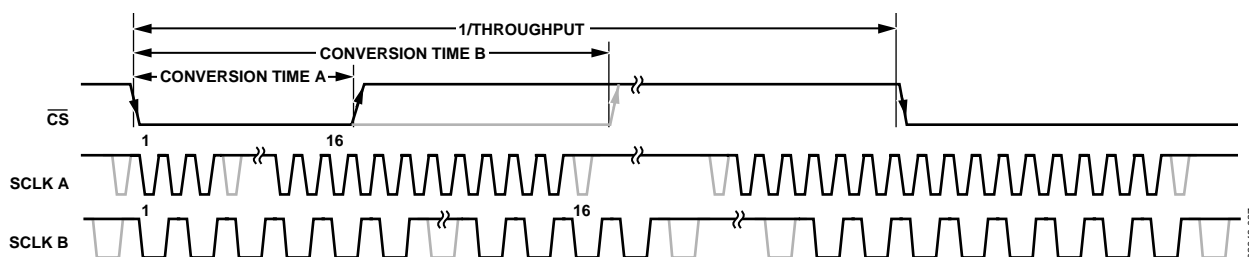 1/THROUGHPUT
CONVERSION TIME B
CONVERSION TIME A
CS
1
16
SCLK A
1
16
SCLK B